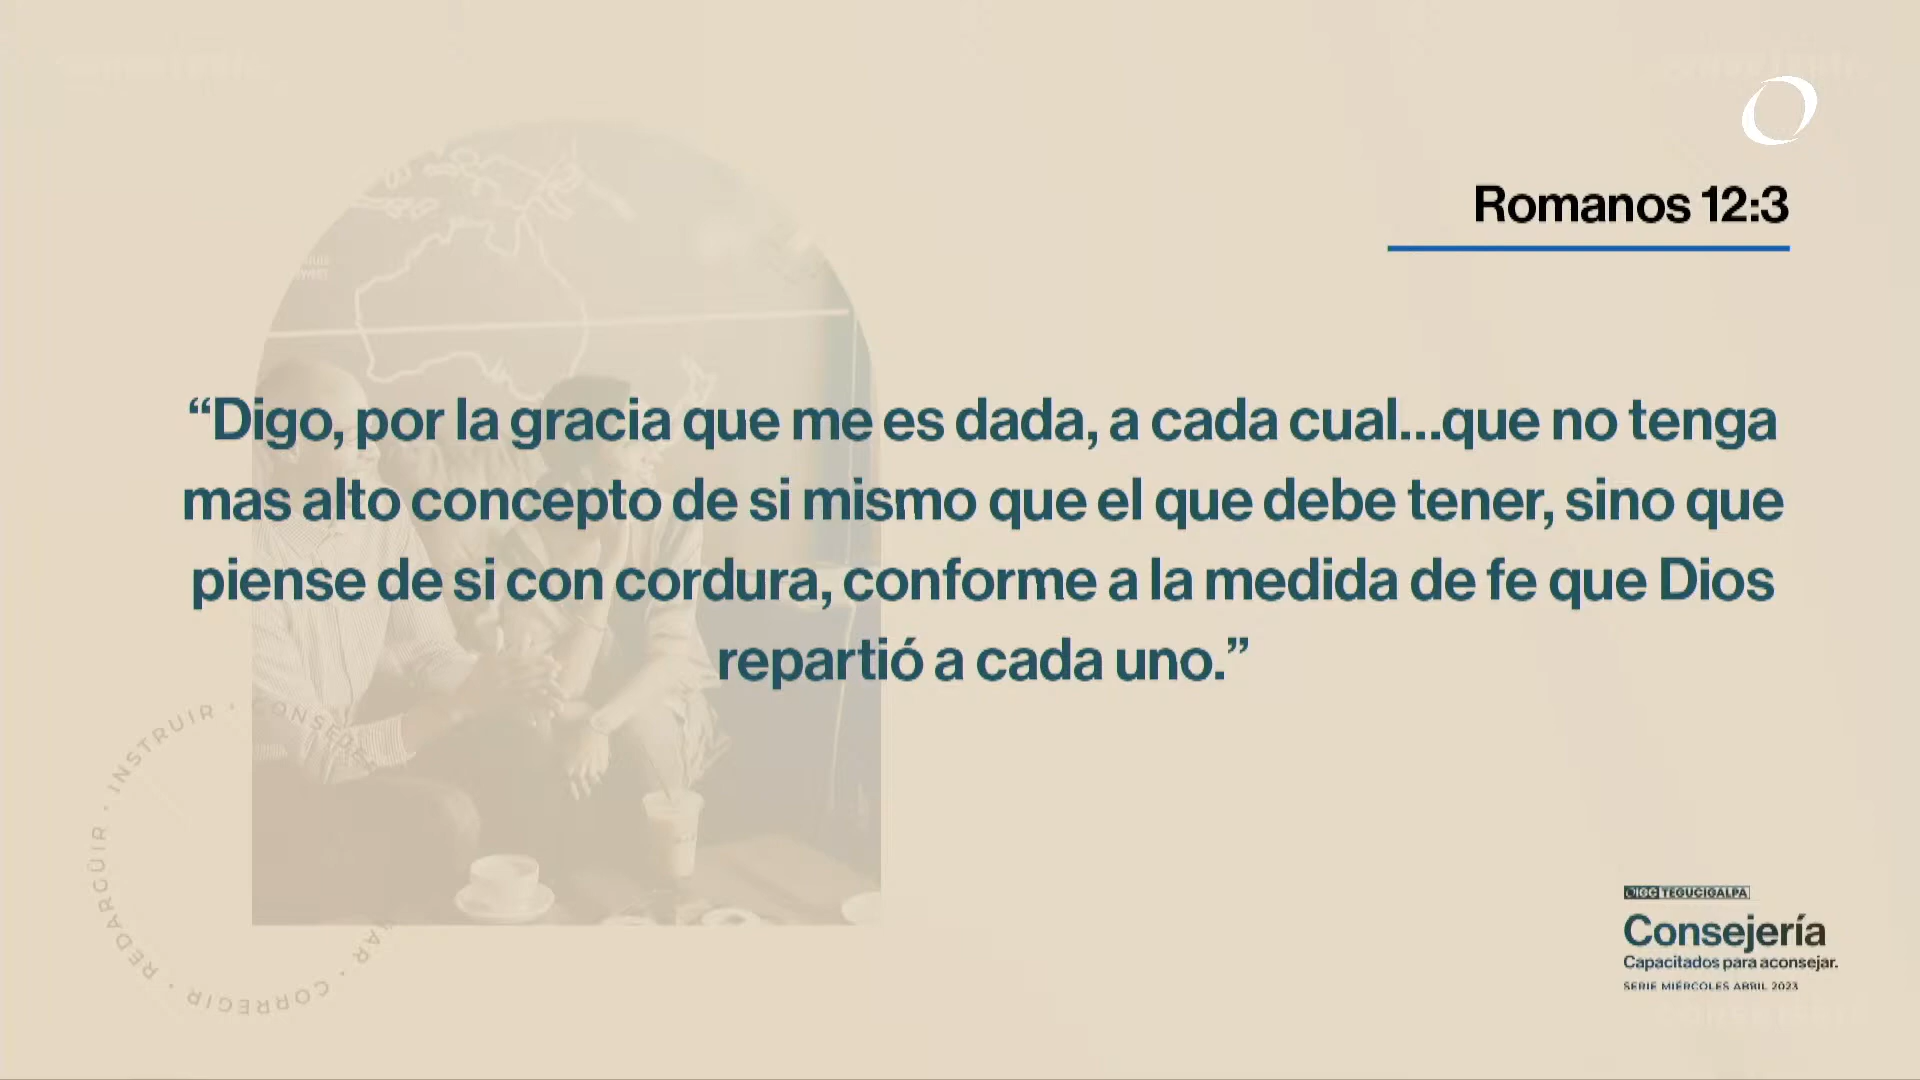 Romanos 12:3
“Digo, por la gracia que me es dada, a cada cual...que no tenga
mas alto concepto de si mismo que el que debe tener, sino que
piense de si con cordura, conforme a la medida de fe que Dios
repartió a cada uno.”
REDARGÜIR • INSTRUIR •
CORREGIR •
TEGUCIGALPA
Consejería
Capacitados para aconsejar.
SERIE MIÉRCOLES ABRIL 2023